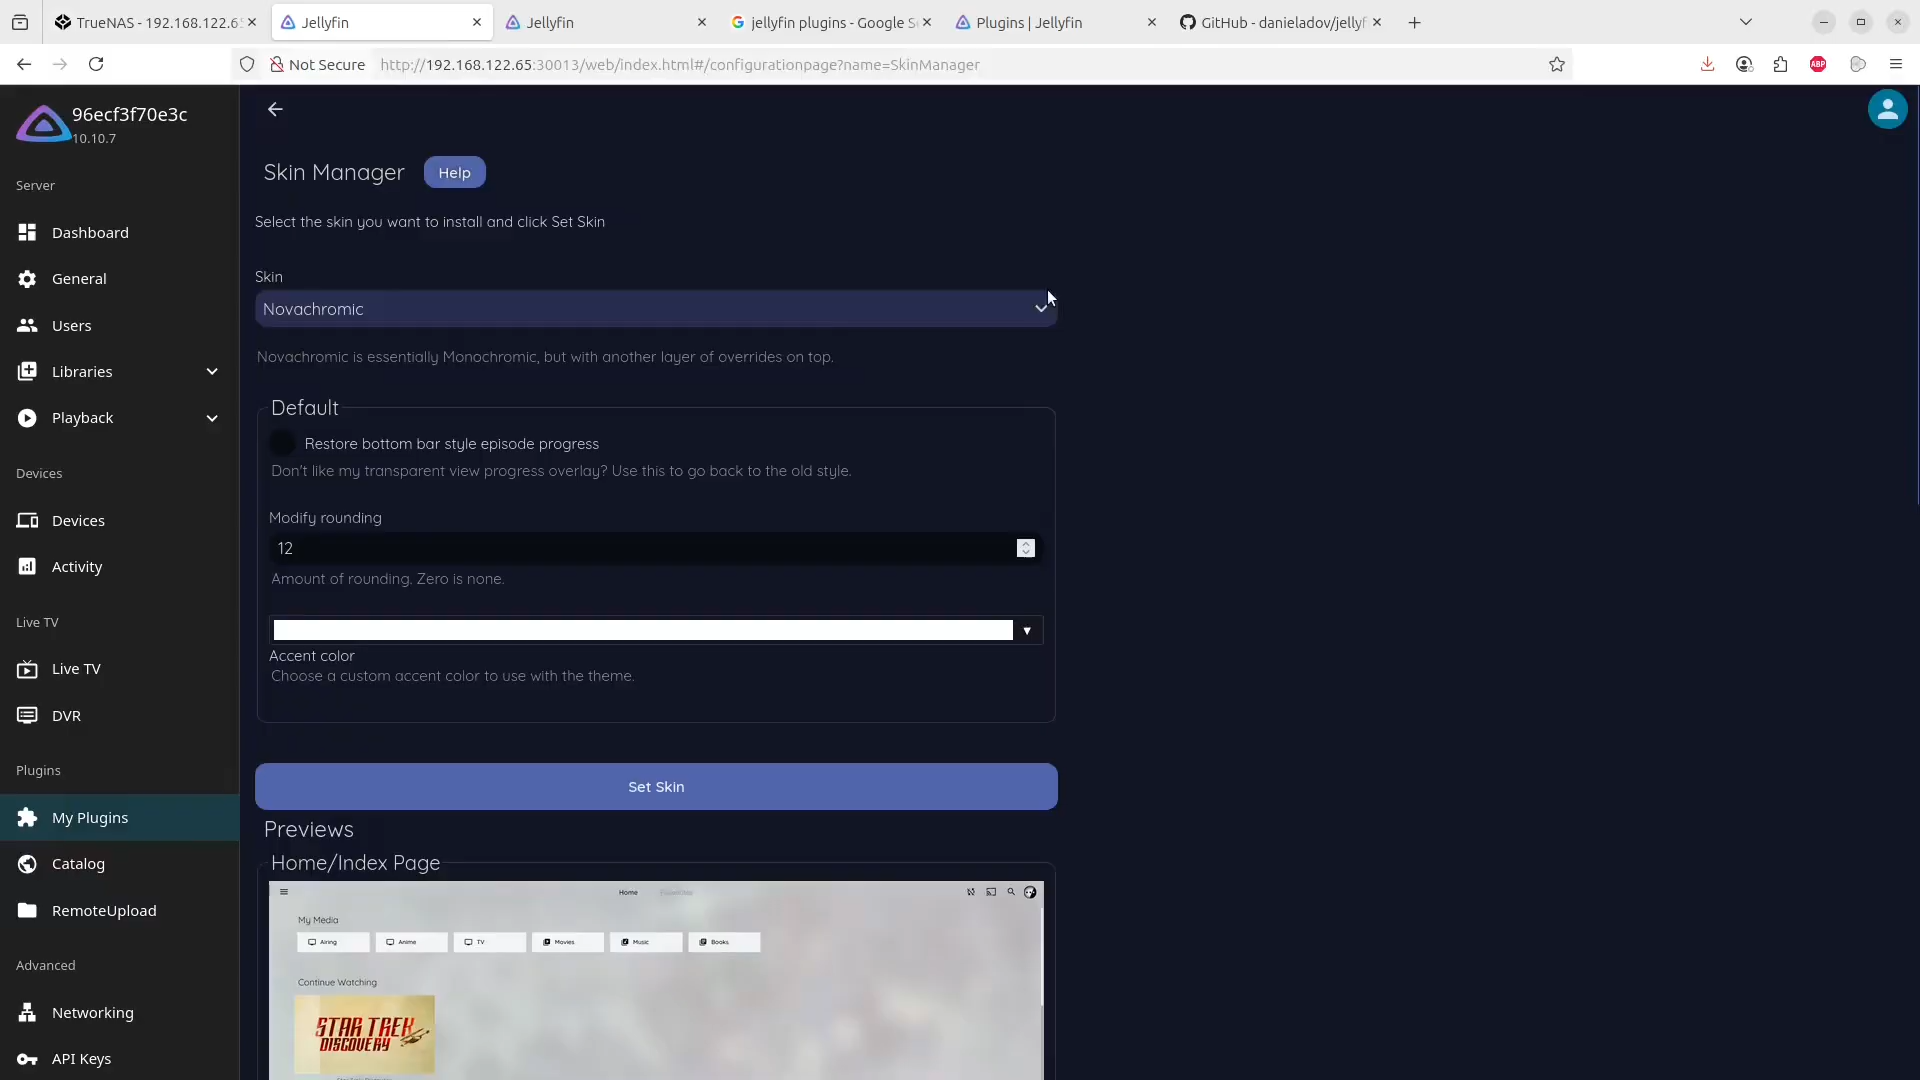 TrueNAS - 192.168.122.6
Jellyfin
Jellyfin
jellyfin plugins - Google S
Plugins | Jellyfin
GitHub - danieladov/jellyf
Not Secure
http://192.168.122.65:30013/web/index.html#/configurationpage?name=SkinManager
ABP
96ecf3f70e3c
10.10.7
Server
Dashboard
General
Users
Libraries
Playback
Devices
Devices
Activity
Live TV
Live TV
DVR
Plugins
My Plugins
Catalog
RemoteUpload
Advanced
Networking
API Keys
Skin Manager
Help
Select the skin you want to install and click Set Skin
Skin
Novachromic
Novachromic is essentially Monochromic, but with another layer of overrides on top.
Default
Restore bottom bar style episode progress
Don't like my transparent view progress overlay? Use this to go back to the old style.
Modify rounding
12
Amount of rounding. Zero is none.
Accent color
Choose a custom accent color to use with the theme.
Set Skin
Previews
Home/Index Page
Home
My Media
Airing
Anime
TV
Movies
Music
Books
Continue Watching
STAR TREK
DISCOVERY